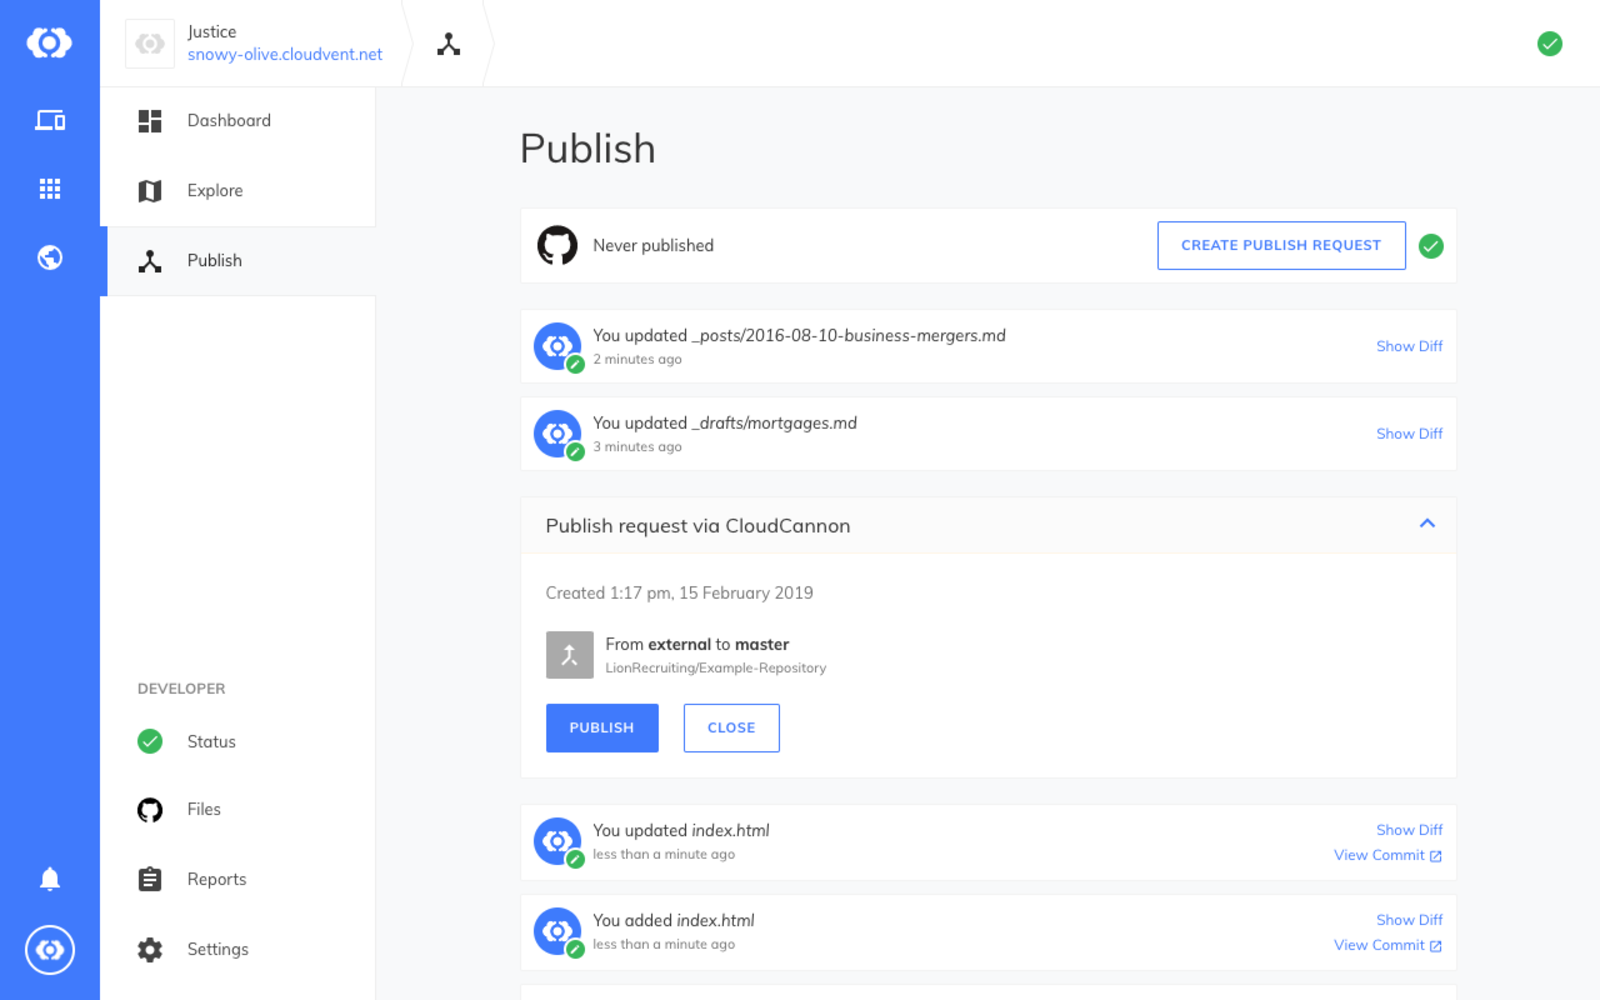 Justice
snowy-olive.cloudvent.net
Dashboard
Explore
Publish
DEVELOPER
Status
Files
Reports
Settings
Publish
Never published
CREATE PUBLISH REQUEST
You updated _posts/2016-08-10-business-mergers.md
2 minutes ago
Show Diff
You updated _drafts/mortgages.md
3 minutes ago
Show Diff
Publish request via CloudCannon
Created 1:17 pm, 15 February 2019
From external to master
LionRecruiting/Example-Repository
PUBLISH
CLOSE
You updated index.html
less than a minute ago
Show Diff
View Commit
You added index.html
less than a minute ago
Show Diff
View Commit